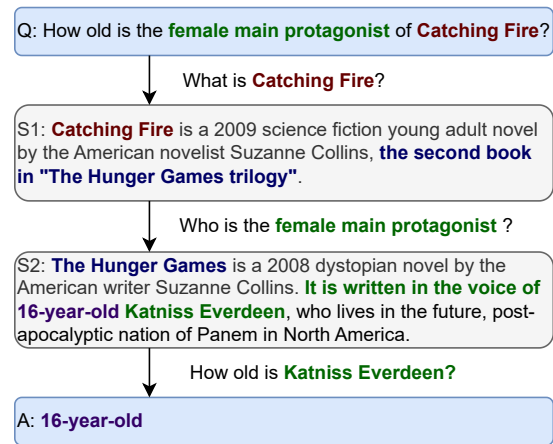 Q: How old is the female main protagonist of Catching Fire?
What is Catching Fire?
S1: Catching Fire is a 2009 science fiction young adult novel
by the American novelist Suzanne Collins, the second book
in "The Hunger Games trilogy".
Who is the female main protagonist ?
S2: The Hunger Games is a 2008 dystopian novel by the
American writer Suzanne Collins. It is written in the voice of
16-year-old Katniss Everdeen, who lives in the future, post-
apocalyptic nation of Panem in North America.
How old is Katniss Everdeen?
A: 16-year-old